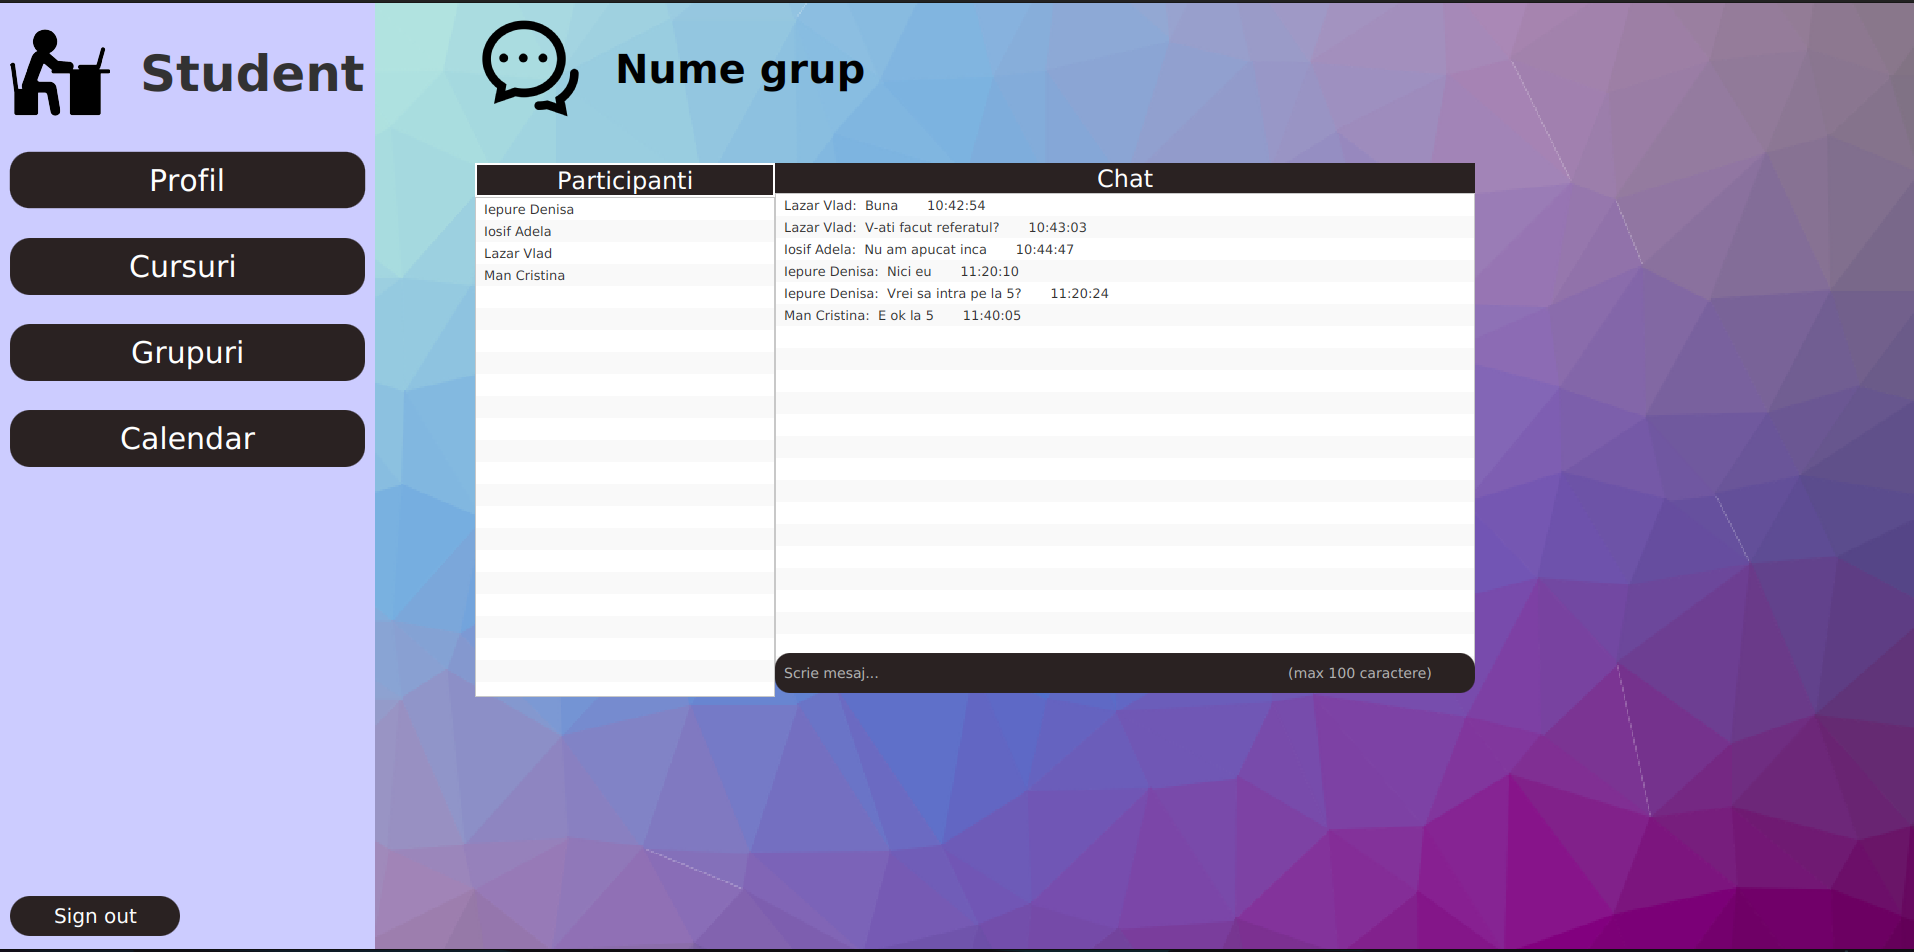 Student
Profil
Cursuri
Grupuri
Calendar
Sign out
Nume grup
Participanti
Iepure Denisa
Iosif Adela
Lazar Vlad
Man Cristina
Chat
Lazar Vlad:  Buna  10:42:54
Lazar Vlad:  V-ati facut referatul?  10:43:03
Iosif Adela:  Nu am apucat inca  10:44:47
Iepure Denisa:  Nici eu  11:20:10
Iepure Denisa:  Vrei sa intra pe la 5?  11:20:24
Man Cristina:  E ok la 5  11:40:05
Scrie mesaj...  (max 100 caractere)